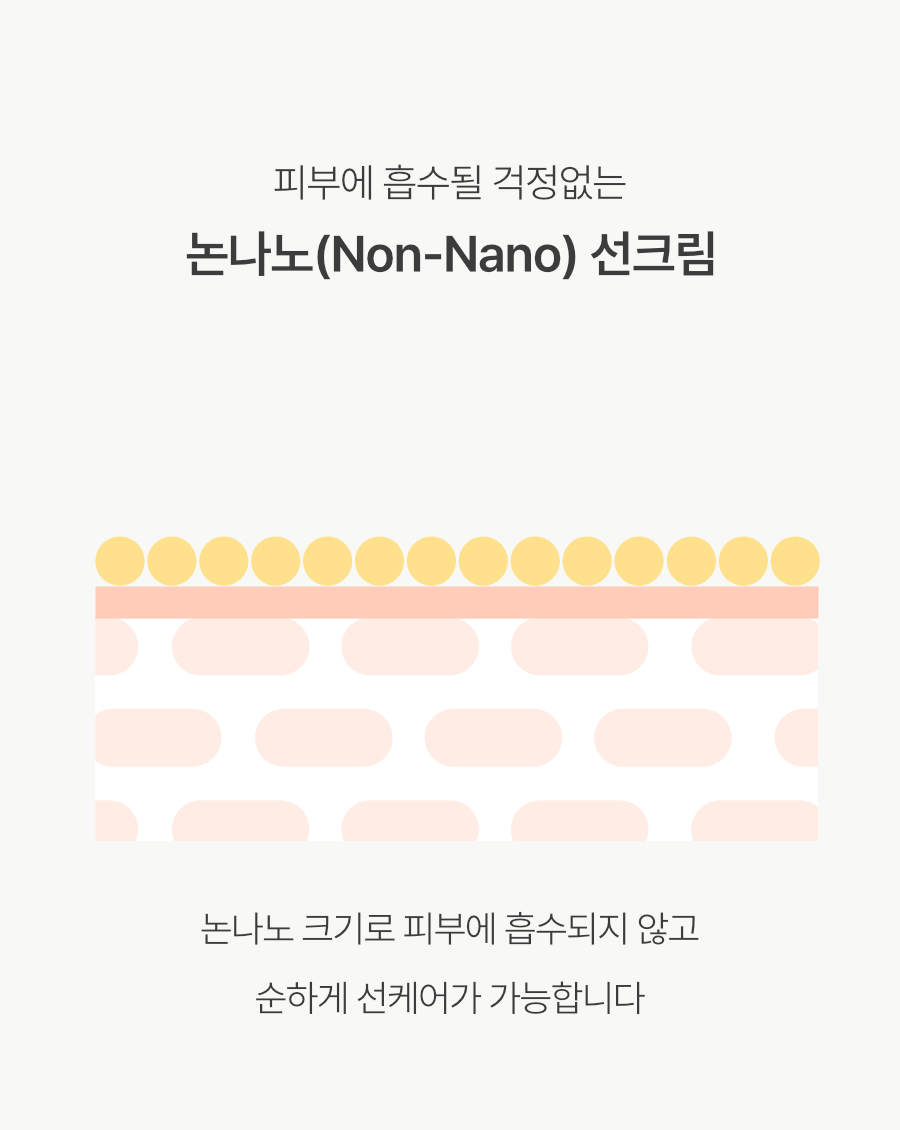 피부에 흡수될 걱정없는
논나노(Non-Nano) 선크림
논나노 크기로 피부에 흡수되지 않고
순하게 선케어가 가능합니다